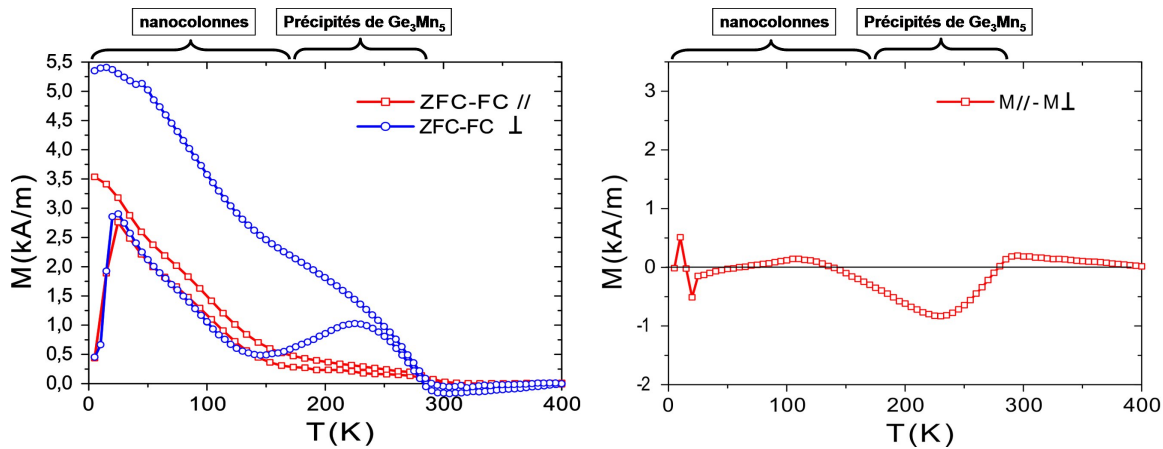 nanocolonnes
Précipités de Ge₃Mn₅
5,5
5,0
4,5
4,0
3,5
3,0
2,5
2,0
1,5
1,0
0,5
0,0
M(kA/m)
ZFC-FC //
ZFC-FC ⊥
0
100
200
300
400
T(K)
nanocolonnes
Précipités de Ge₃Mn₅
3
2
1
0
-1
-2
M(kA/m)
M// - M⊥
0
100
200
300
400
T(K)